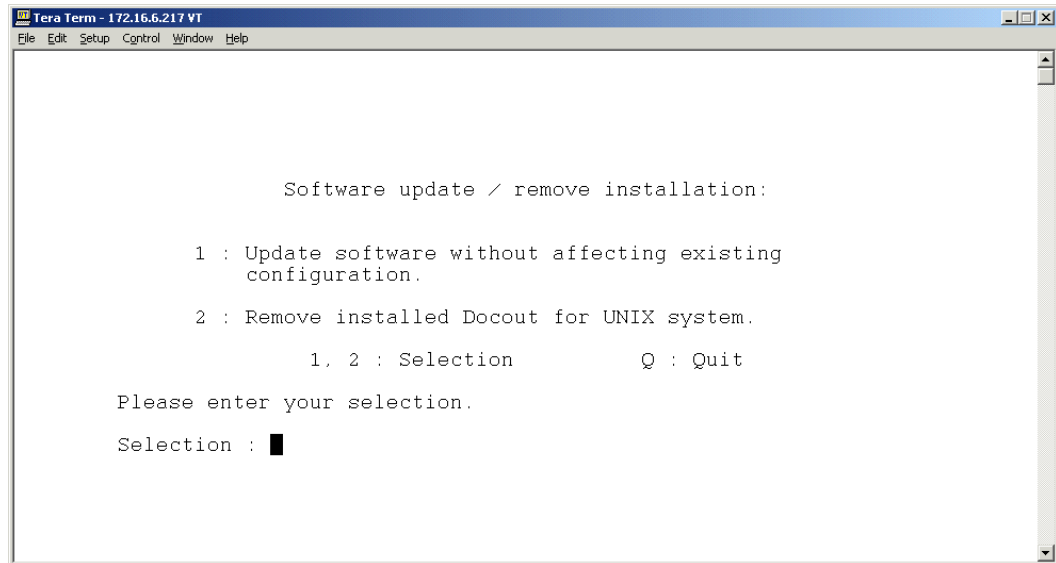 Tera Term - 172.16.6.217 VT
File Edit Setup Control Window Help
Software update / remove installation:
1 : Update software without affecting existing
configuration.
2 : Remove installed Docout for UNIX system.
1, 2 : Selection Q : Quit
Please enter your selection.
Selection :